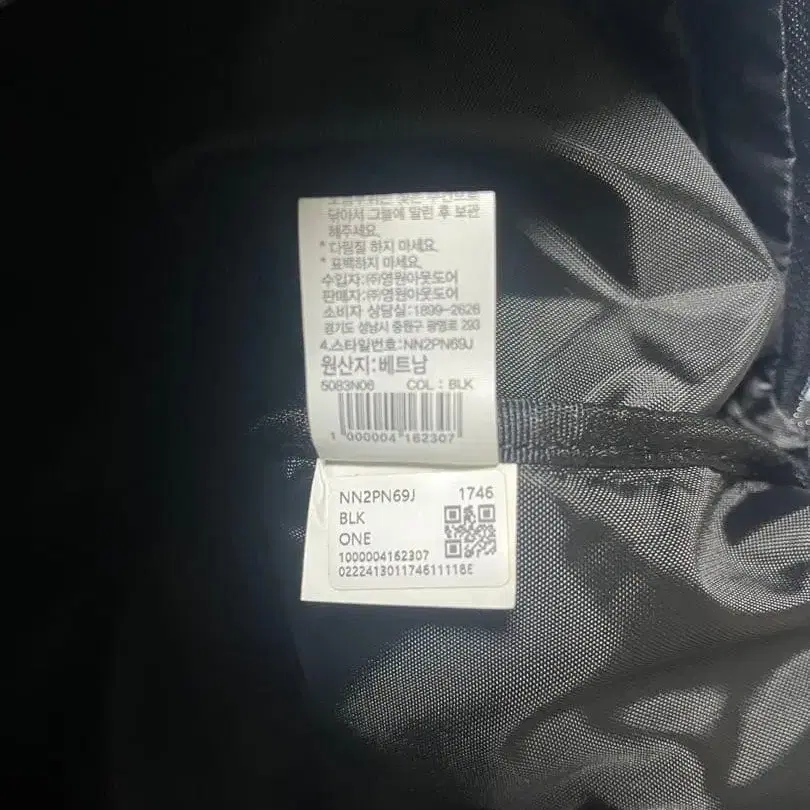 닦아서 그늘에 말린 후 보관
해주세요.
* 다림질 하지 마세요.
* 표백하지 마세요.
수입자:㈜영원아웃도어
판매자:㈜영원아웃도어
소비자 상담실:1899-2626
경기도 성남시 중원구 광명로 293
4.스타일번호:NN2PN69J
원산지:베트남
5083N06 COL : BLK
1 000004 162307
NN2PN69J 1746
BLK
ONE
1000004162307